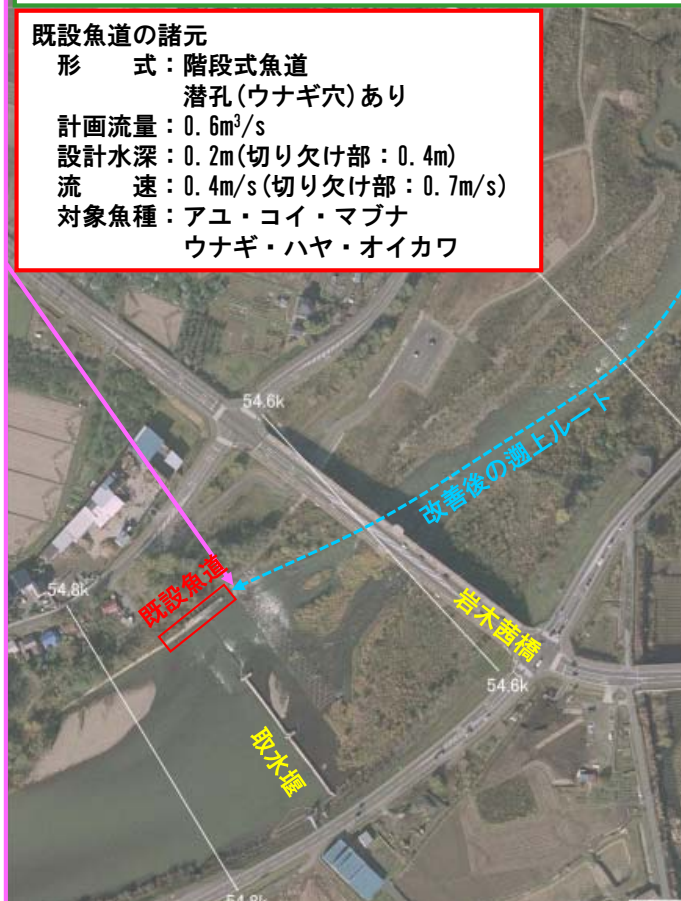 既設魚道の諸元
形　　式：階段式魚道
潜孔(ウナギ穴)あり
計画流量：0.6m³/s
設計水深：0.2m(切り欠け部：0.4m)
流　　速：0.4m/s(切り欠け部：0.7m/s)
対象魚種：アユ・コイ・マブナ
ウナギ・ハヤ・オイカワ
54.6k
改善後の遡上ルート
既設魚道
54.8k
岩木茜橋
54.6k
取水堰
54.8k